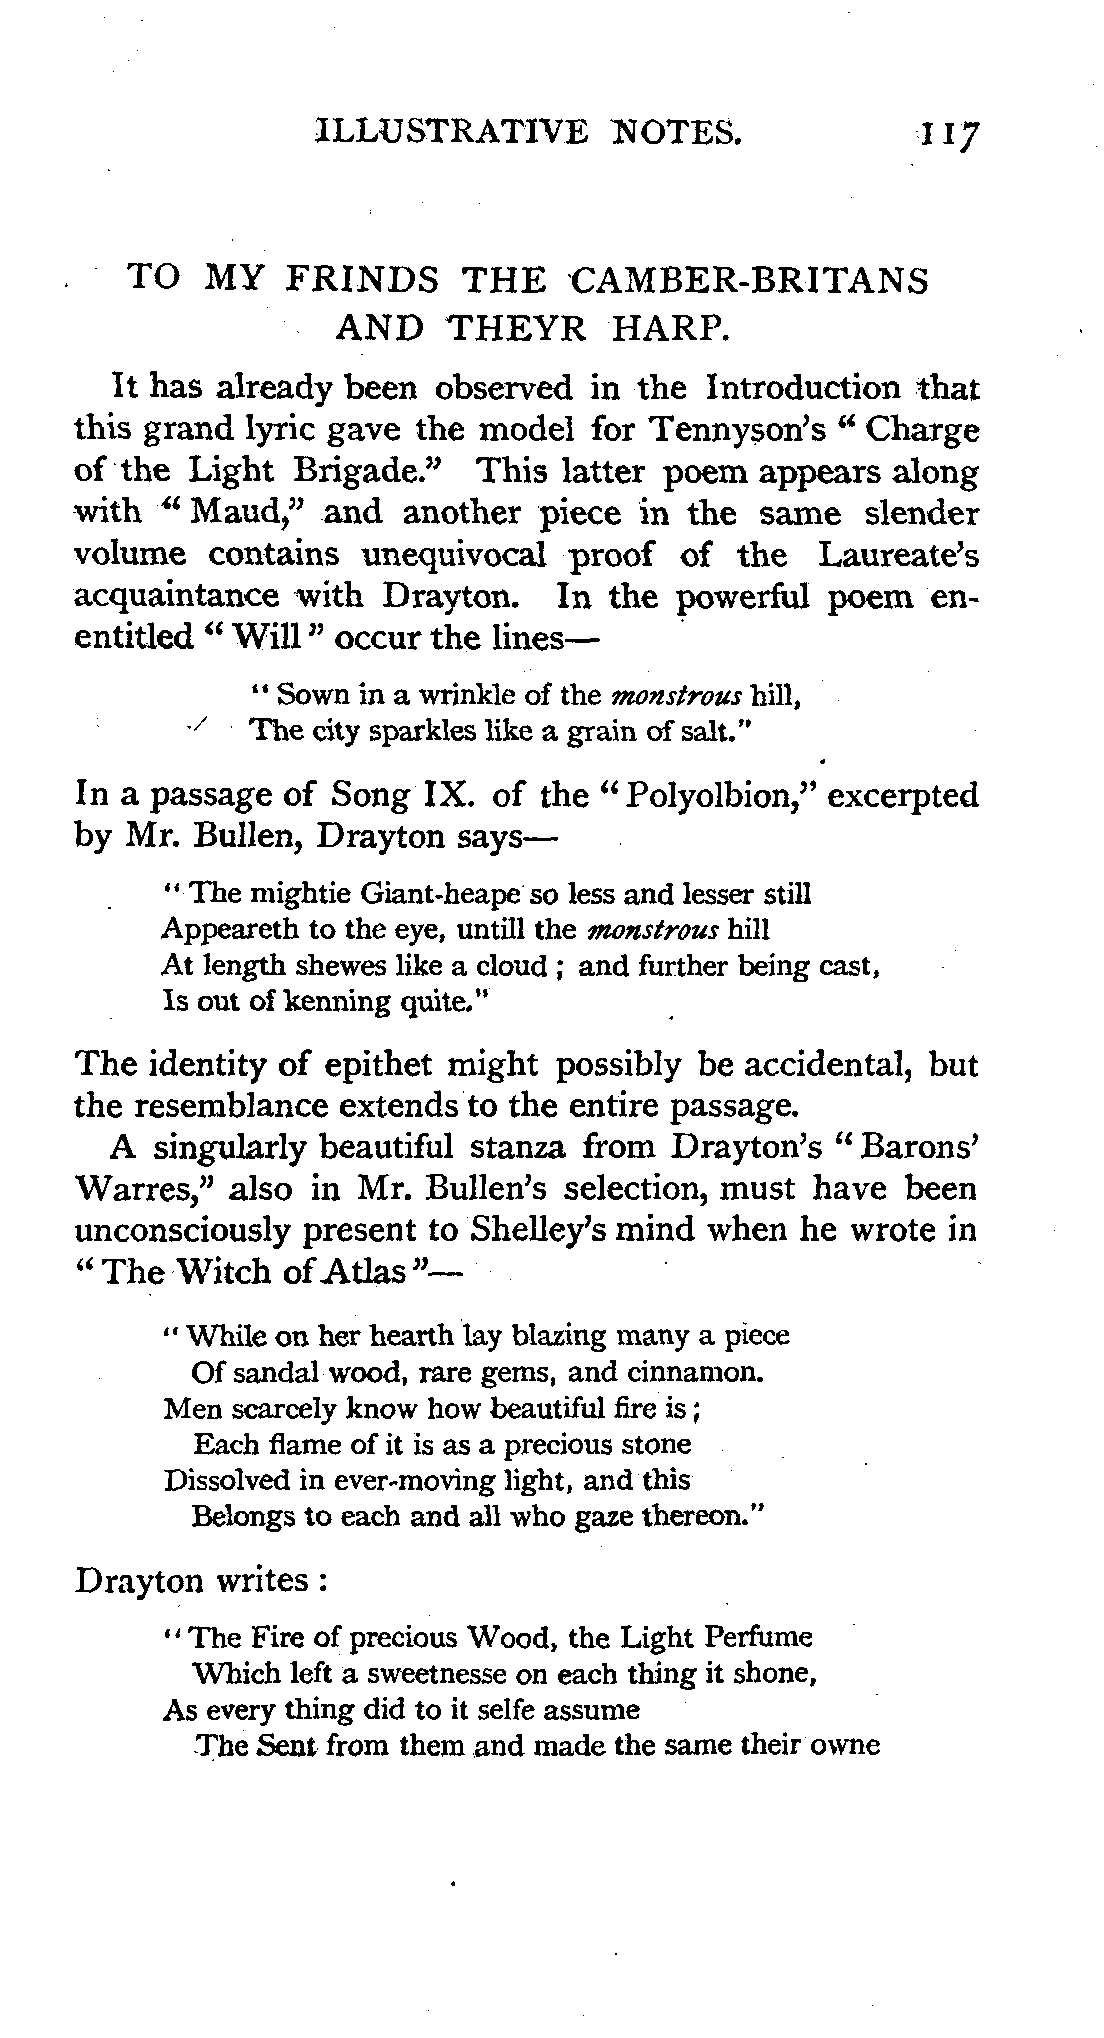 ILLUSTRATIVE NOTES. 117
TO MY FRINDS THE CAMBER-BRITANS
AND THEYR HARP.
It has already been observed in the Introduction that
this grand lyric gave the model for Tennyson's “ Charge
of the Light Brigade.” This latter poem appears along
with “ Maud,” and another piece in the same slender
volume contains unequivocal proof of the Laureate's
acquaintance with Drayton. In the powerful poem en-
entitled “ Will ” occur the lines—
“ Sown in a wrinkle of the monstrous hill,
The city sparkles like a grain of salt.”
In a passage of Song IX. of the “ Polyolbion,” excerpted
by Mr. Bullen, Drayton says—
“ The mightie Giant-heape so less and lesser still
Appeareth to the eye, untill the monstrous hill
At length shewes like a cloud ; and further being cast,
Is out of kenning quite.”
The identity of epithet might possibly be accidental, but
the resemblance extends to the entire passage.
A singularly beautiful stanza from Drayton's “ Barons'
Warres,” also in Mr. Bullen's selection, must have been
unconsciously present to Shelley's mind when he wrote in
“ The Witch of Atlas ”—
“ While on her hearth lay blazing many a piece
Of sandal wood, rare gems, and cinnamon.
Men scarcely know how beautiful fire is ;
Each flame of it is as a precious stone
Dissolved in ever-moving light, and this
Belongs to each and all who gaze thereon.”
Drayton writes :
“ The Fire of precious Wood, the Light Perfume
Which left a sweetnesse on each thing it shone,
As every thing did to it selfe assume
The Sent from them and made the same their owne